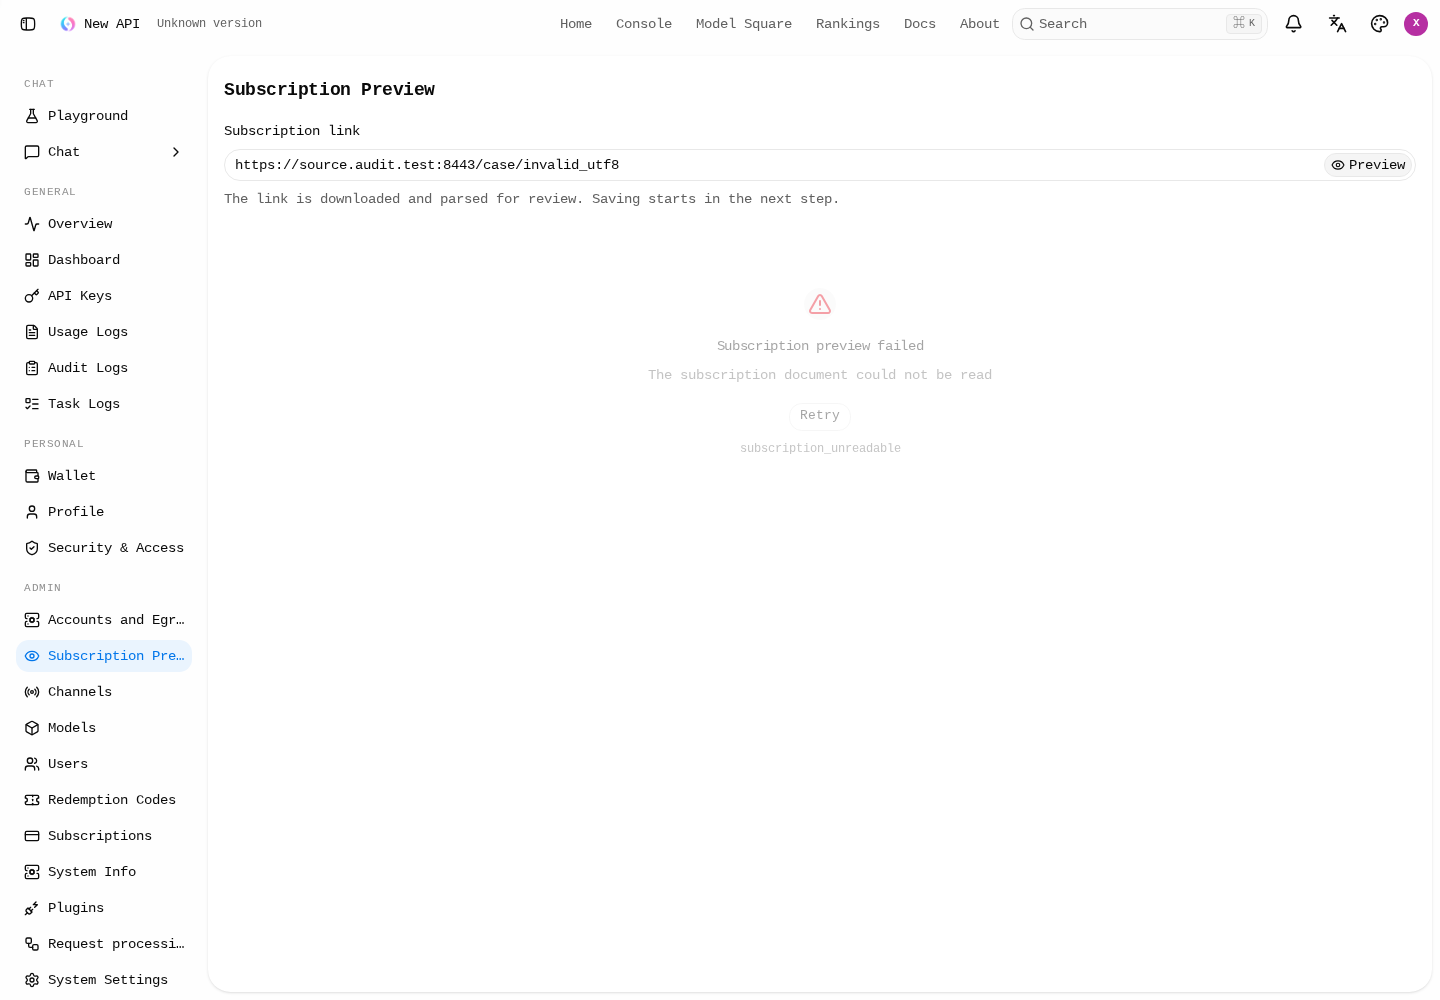 New API
Unknown version
Home
Console
Model Square
Rankings
Docs
About
Search
⌘ K
X
CHAT
Playground
Chat
GENERAL
Overview
Dashboard
API Keys
Usage Logs
Audit Logs
Task Logs
PERSONAL
Wallet
Profile
Security & Access
ADMIN
Accounts and Egr…
Subscription Pre…
Channels
Models
Users
Redemption Codes
Subscriptions
System Info
Plugins
Request processi…
System Settings
Subscription Preview
Subscription link
https://source.audit.test:8443/case/invalid_utf8
Preview
The link is downloaded and parsed for review. Saving starts in the next step.
Subscription preview failed
The subscription document could not be read
Retry
subscription_unreadable